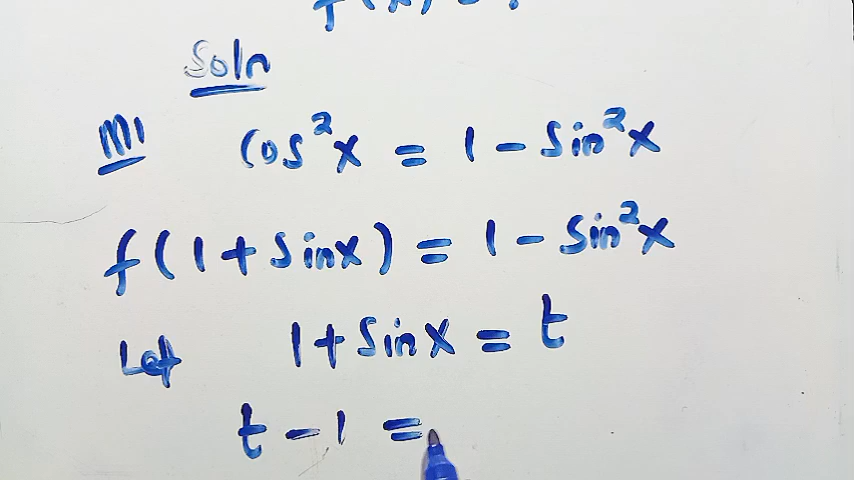 Soln
M1 cos²x = 1 - sin²x
f(1 + sinx) = 1 - sin²x
Let 1 + sinx = t
t - 1 =